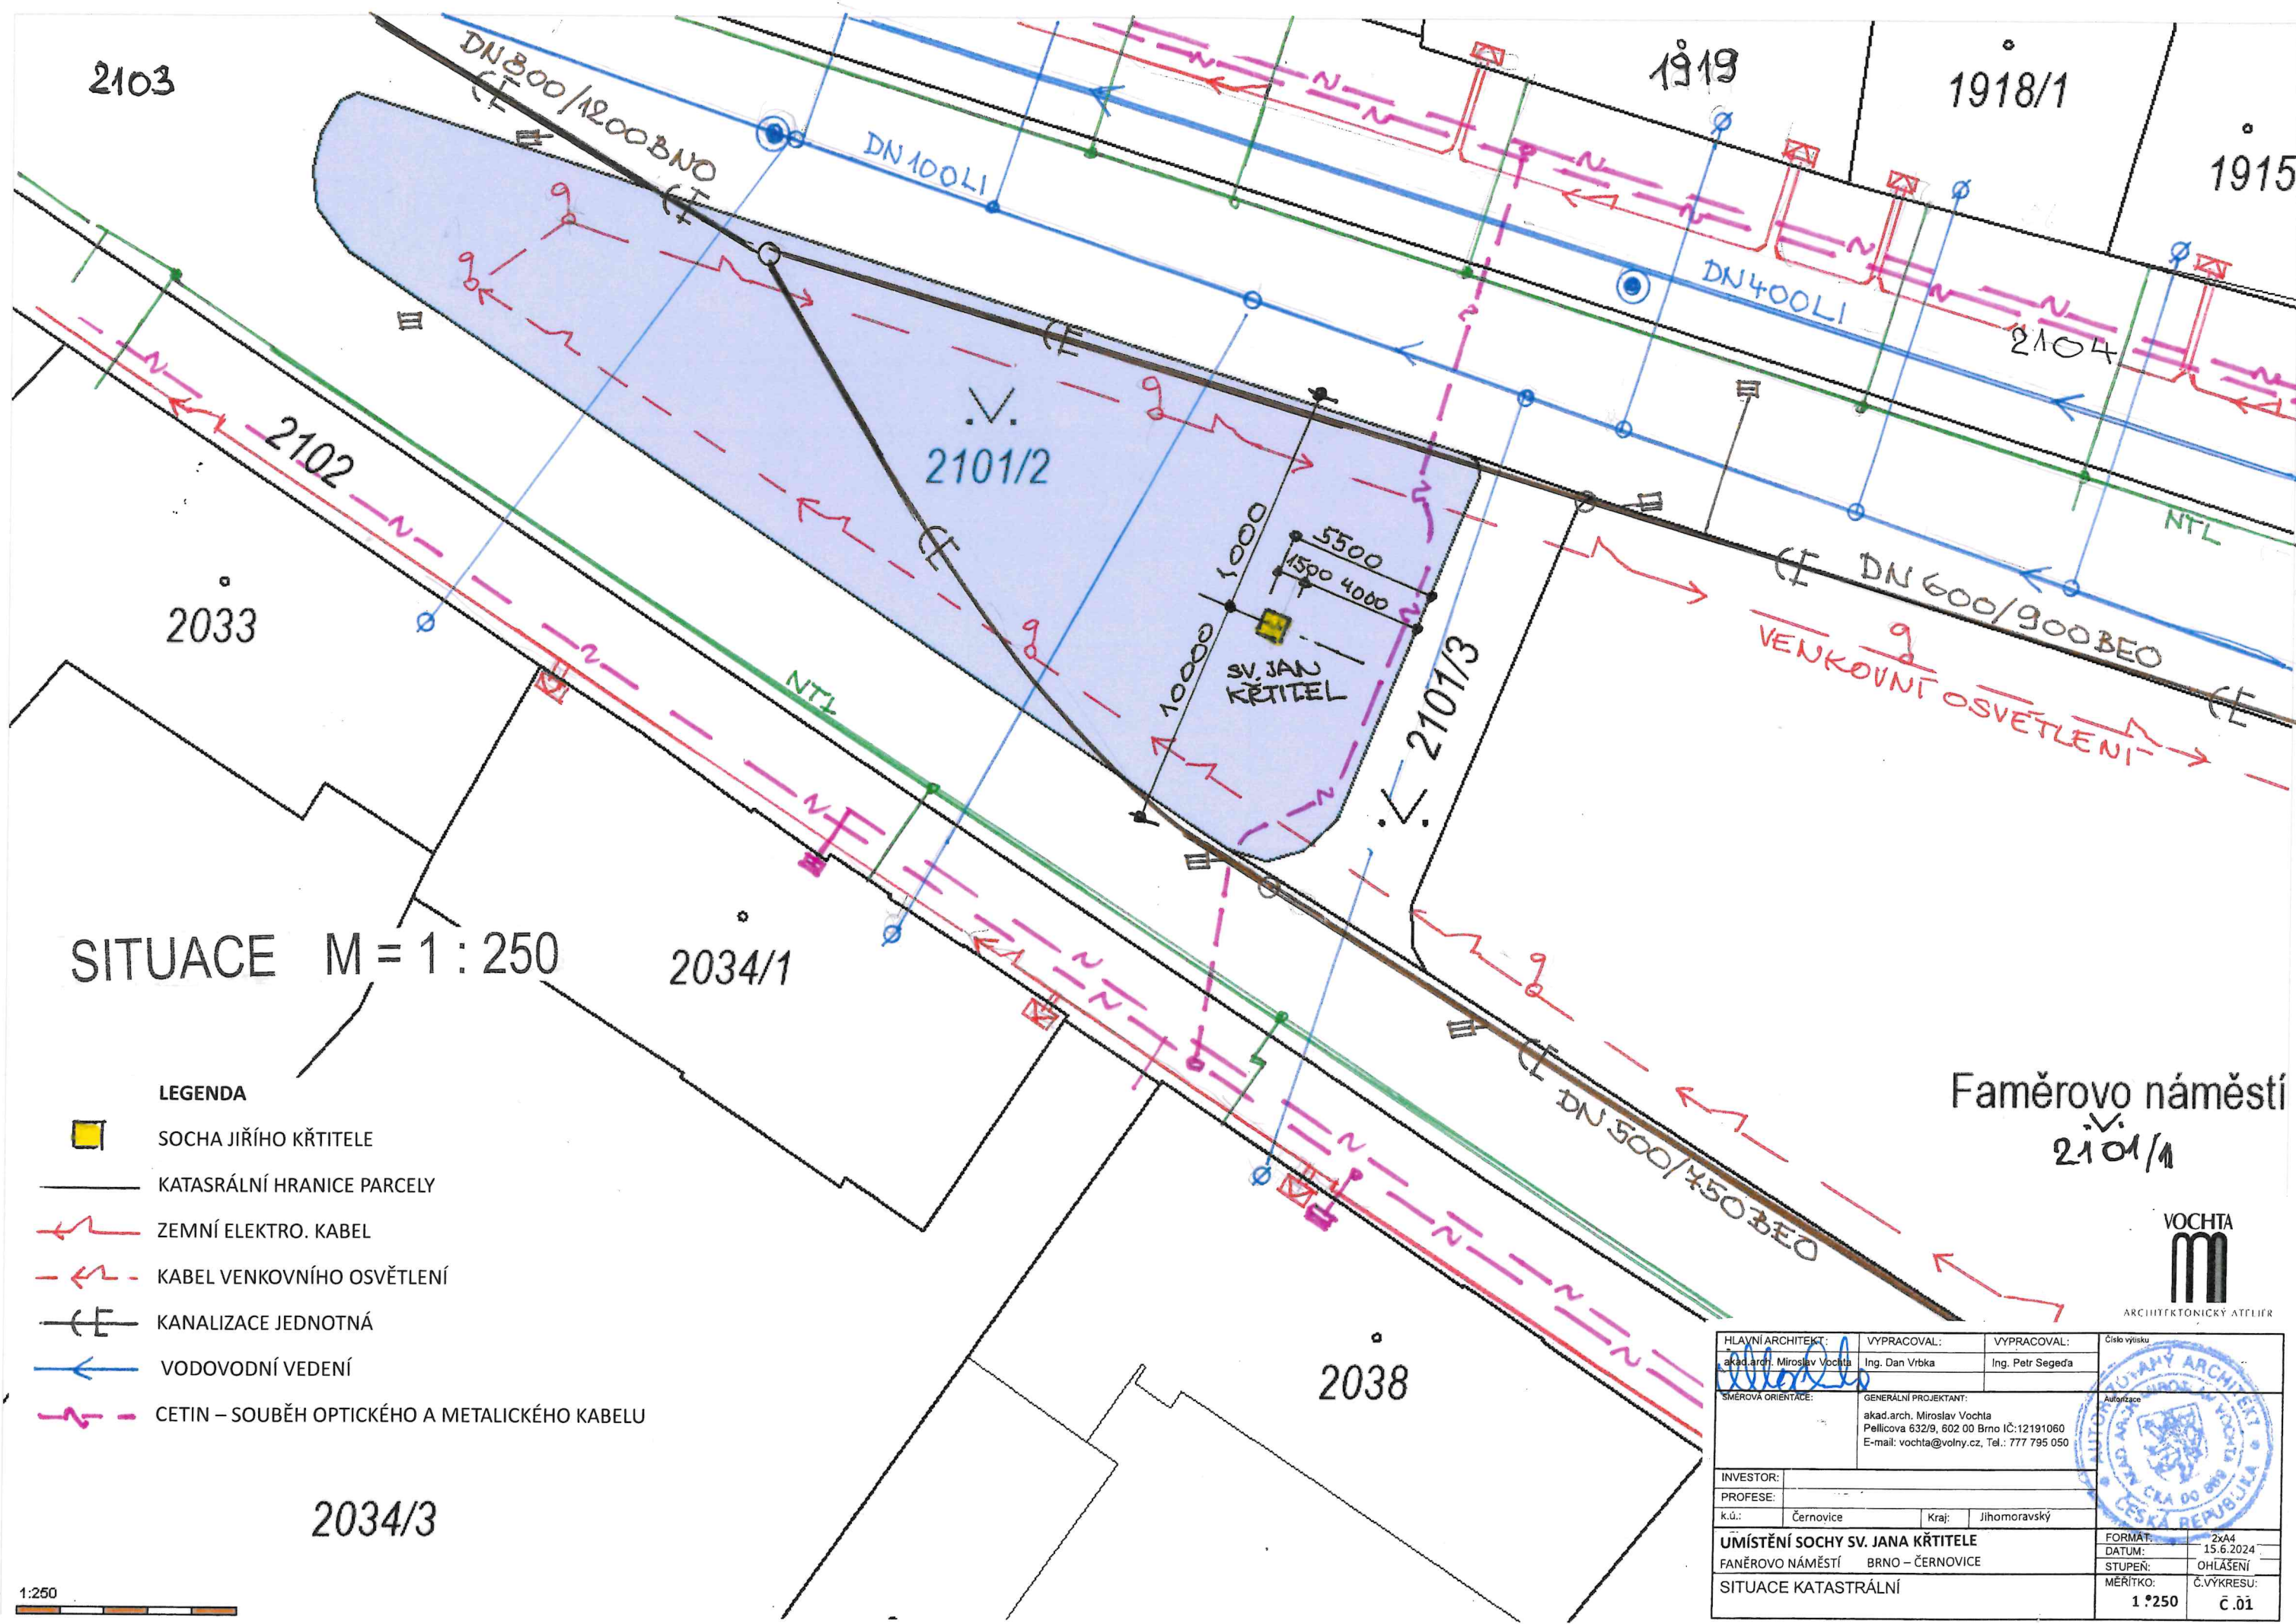 2103
DN800/1200BNO
DN100LI
1919
1918/1
1915
DN400LI
2104
2102
2101/2
NTL
1000
5500
1500 4000
10000
SV. JAN
KŘTITEL
2101/3
DN600/900BEO
VENKOVNÍ OSVĚTLENÍ
2033
NTL
SITUACE M = 1 : 250
2034/1
DN 500/750BEO
Faměrovo náměstí
2101/1
LEGENDA
SOCHA JIŘÍHO KŘTITELE
KATASRÁLNÍ HRANICE PARCELY
ZEMNÍ ELEKTRO. KABEL
KABEL VENKOVNÍHO OSVĚTLENÍ
KANALIZACE JEDNOTNÁ
VODOVODNÍ VEDENÍ
CETIN – SOUBĚH OPTICKÉHO A METALICKÉHO KABELU
2034/3
2038
1:250
VOCHTA
ARCHITEKTONICKÝ ATELIÉR
HLAVNÍ ARCHITEKT: VYPRACOVAL: VYPRACOVAL: Číslo výtisku
akad.arch. Miroslav Vochta Ing. Dan Vrbka Ing. Petr Segeďa
SMĚROVÁ ORIENTACE: GENERÁLNÍ PROJEKTANT: Autorizace
akad.arch. Miroslav Vochta
Pellicova 632/9, 602 00 Brno IČ:12191060
E-mail: vochta@volny.cz, Tel.: 777 795 050
AUTORIZOVANÝ ARCHITEKT
ČESKÁ REPUBLIKA
INVESTOR:
PROFESE:
k.ú.: Černovice Kraj: Jihomoravský
UMÍSTĚNÍ SOCHY SV. JANA KŘTITELE
FANĚROVO NÁMĚSTÍ BRNO – ČERNOVICE
SITUACE KATASTRÁLNÍ
FORMÁT: 2xA4
DATUM: 15.6.2024
STUPEŇ: OHLÁŠENÍ
MĚŘÍTKO: Č.VÝKRESU:
1:250 C.01